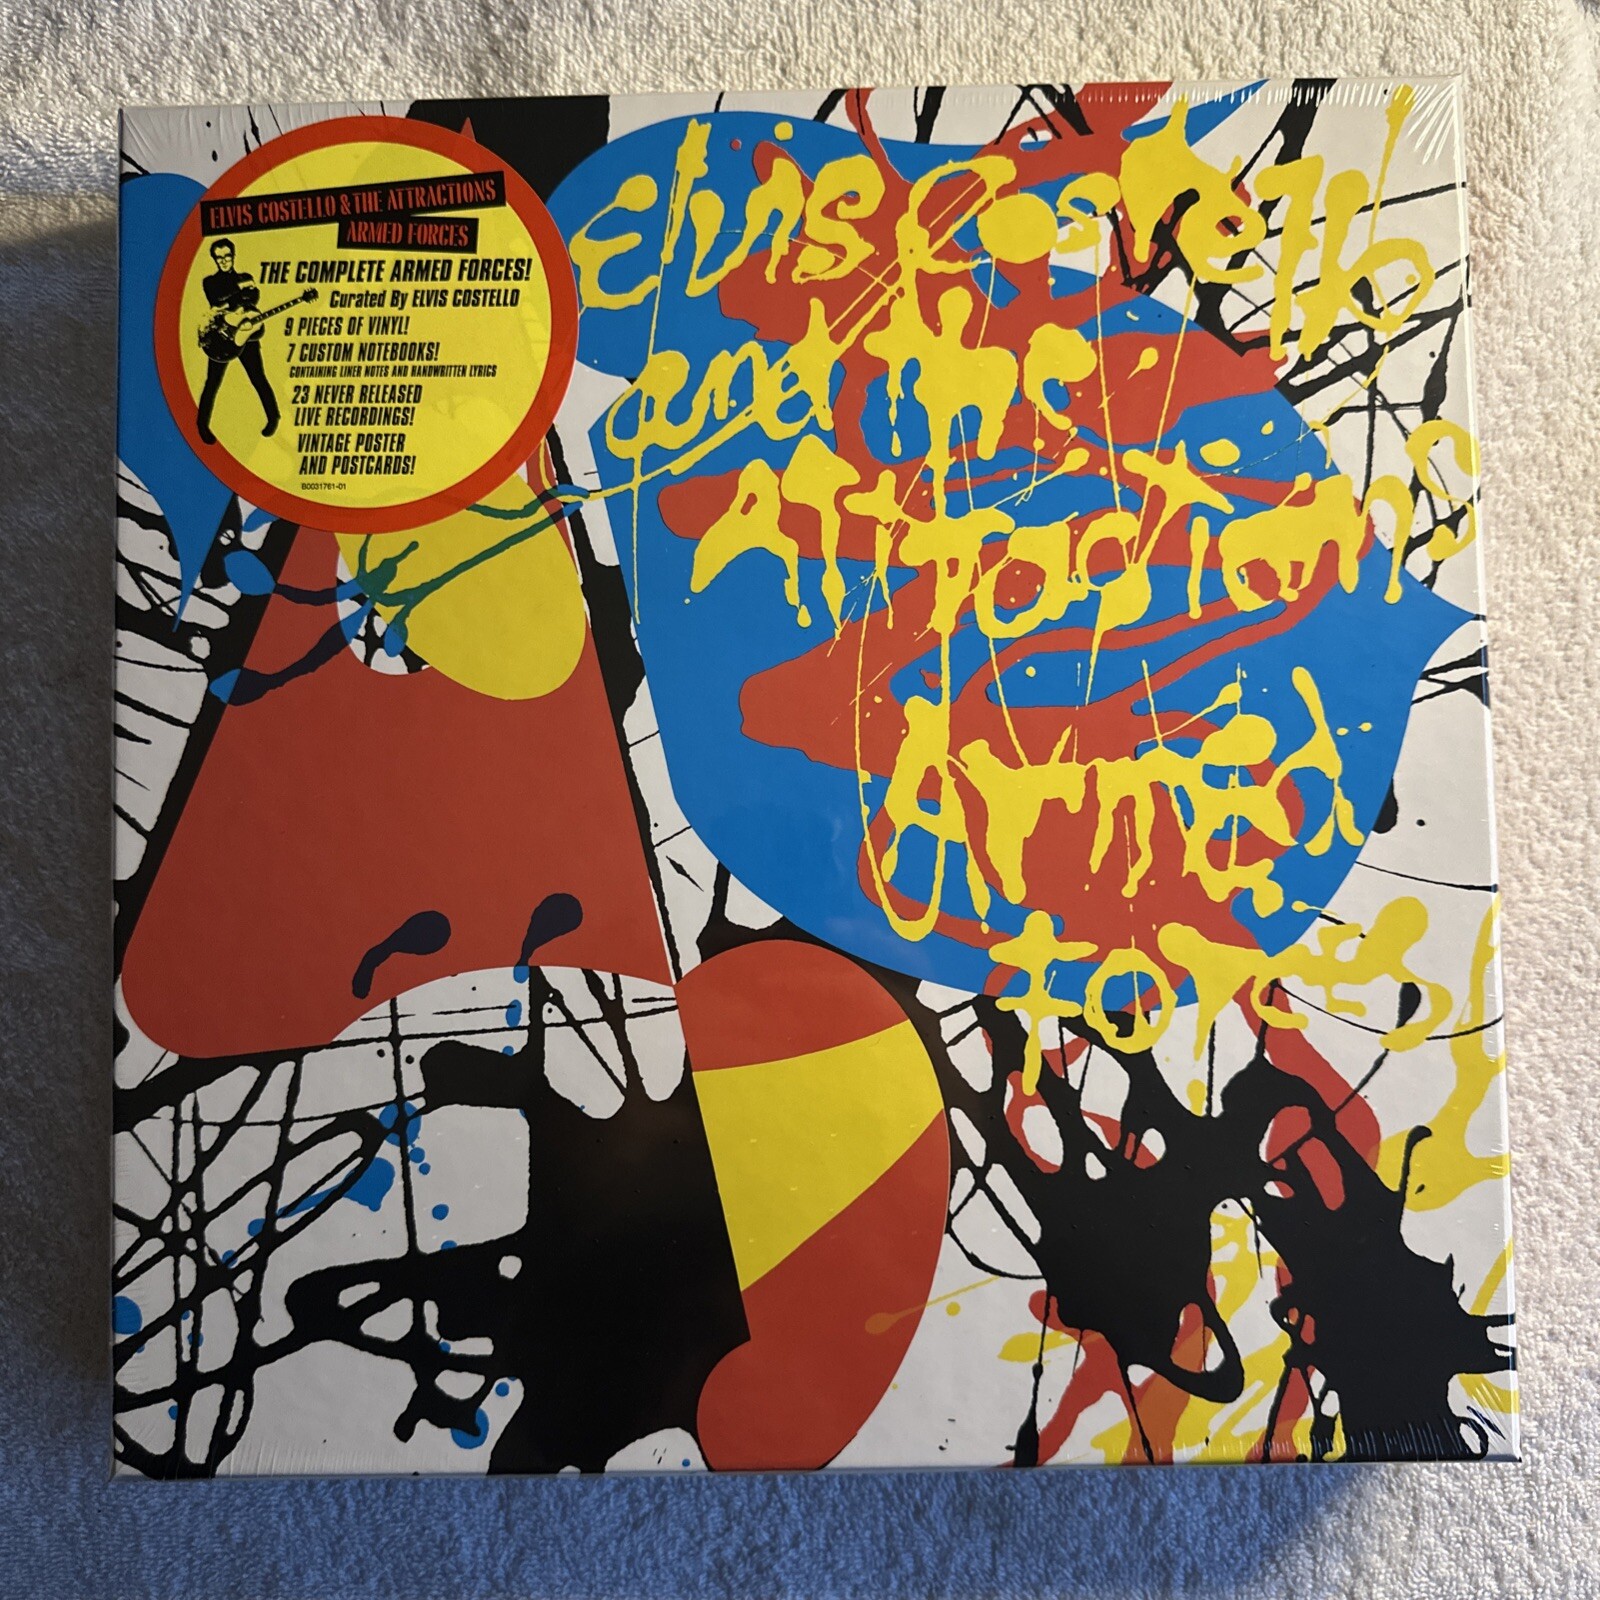 ELVIS COSTELLO & THE ATTRACTIONS
ARMED FORCES
THE COMPLETE ARMED FORCES!
Curated By ELVIS COSTELLO
9 PIECES OF VINYL!
7 CUSTOM NOTEBOOKS!
CONTAINING LINER NOTES AND HANDWRITTEN LYRICS
23 NEVER RELEASED
LIVE RECORDINGS!
VINTAGE POSTER
AND POSTCARDS!
B0031761-01
Elvis Costello
and the
Attractions
Armed
forces